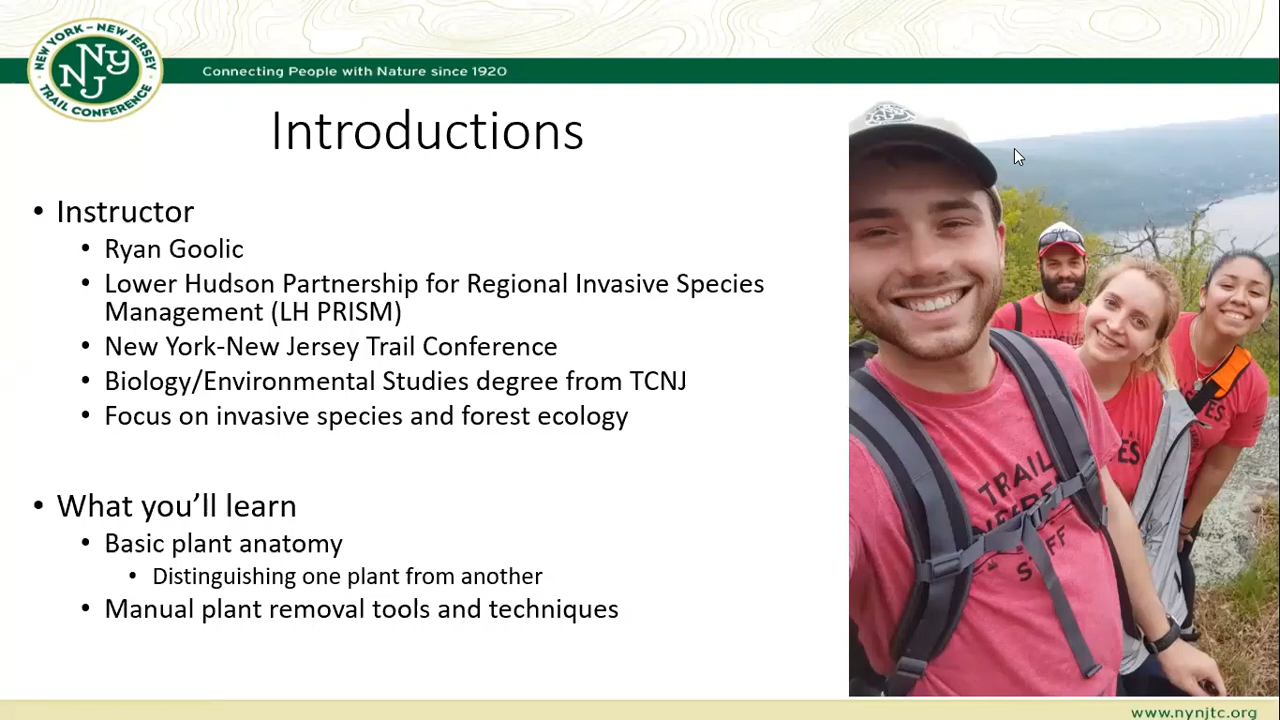 NEW YORK – NEW JERSEY
NY
NJ
TRAIL CONFERENCE
Connecting People with Nature since 1920
Introductions
• Instructor
• Ryan Goolic
• Lower Hudson Partnership for Regional Invasive Species
Management (LH PRISM)
• New York-New Jersey Trail Conference
• Biology/Environmental Studies degree from TCNJ
• Focus on invasive species and forest ecology
• What you’ll learn
• Basic plant anatomy
• Distinguishing one plant from another
• Manual plant removal tools and techniques
TRAIL
STAFF
www.nynjtc.org